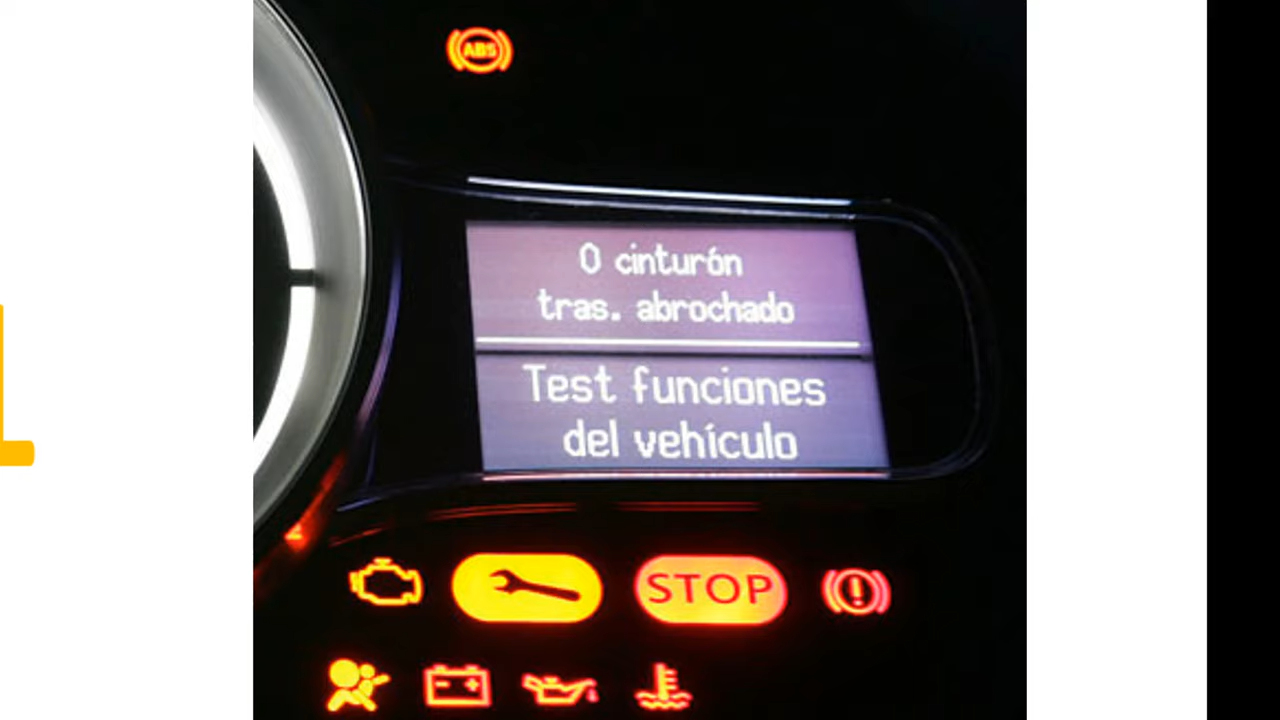 ABS
0 cinturón
tras. abrochado
Test funciones
del vehículo
STOP